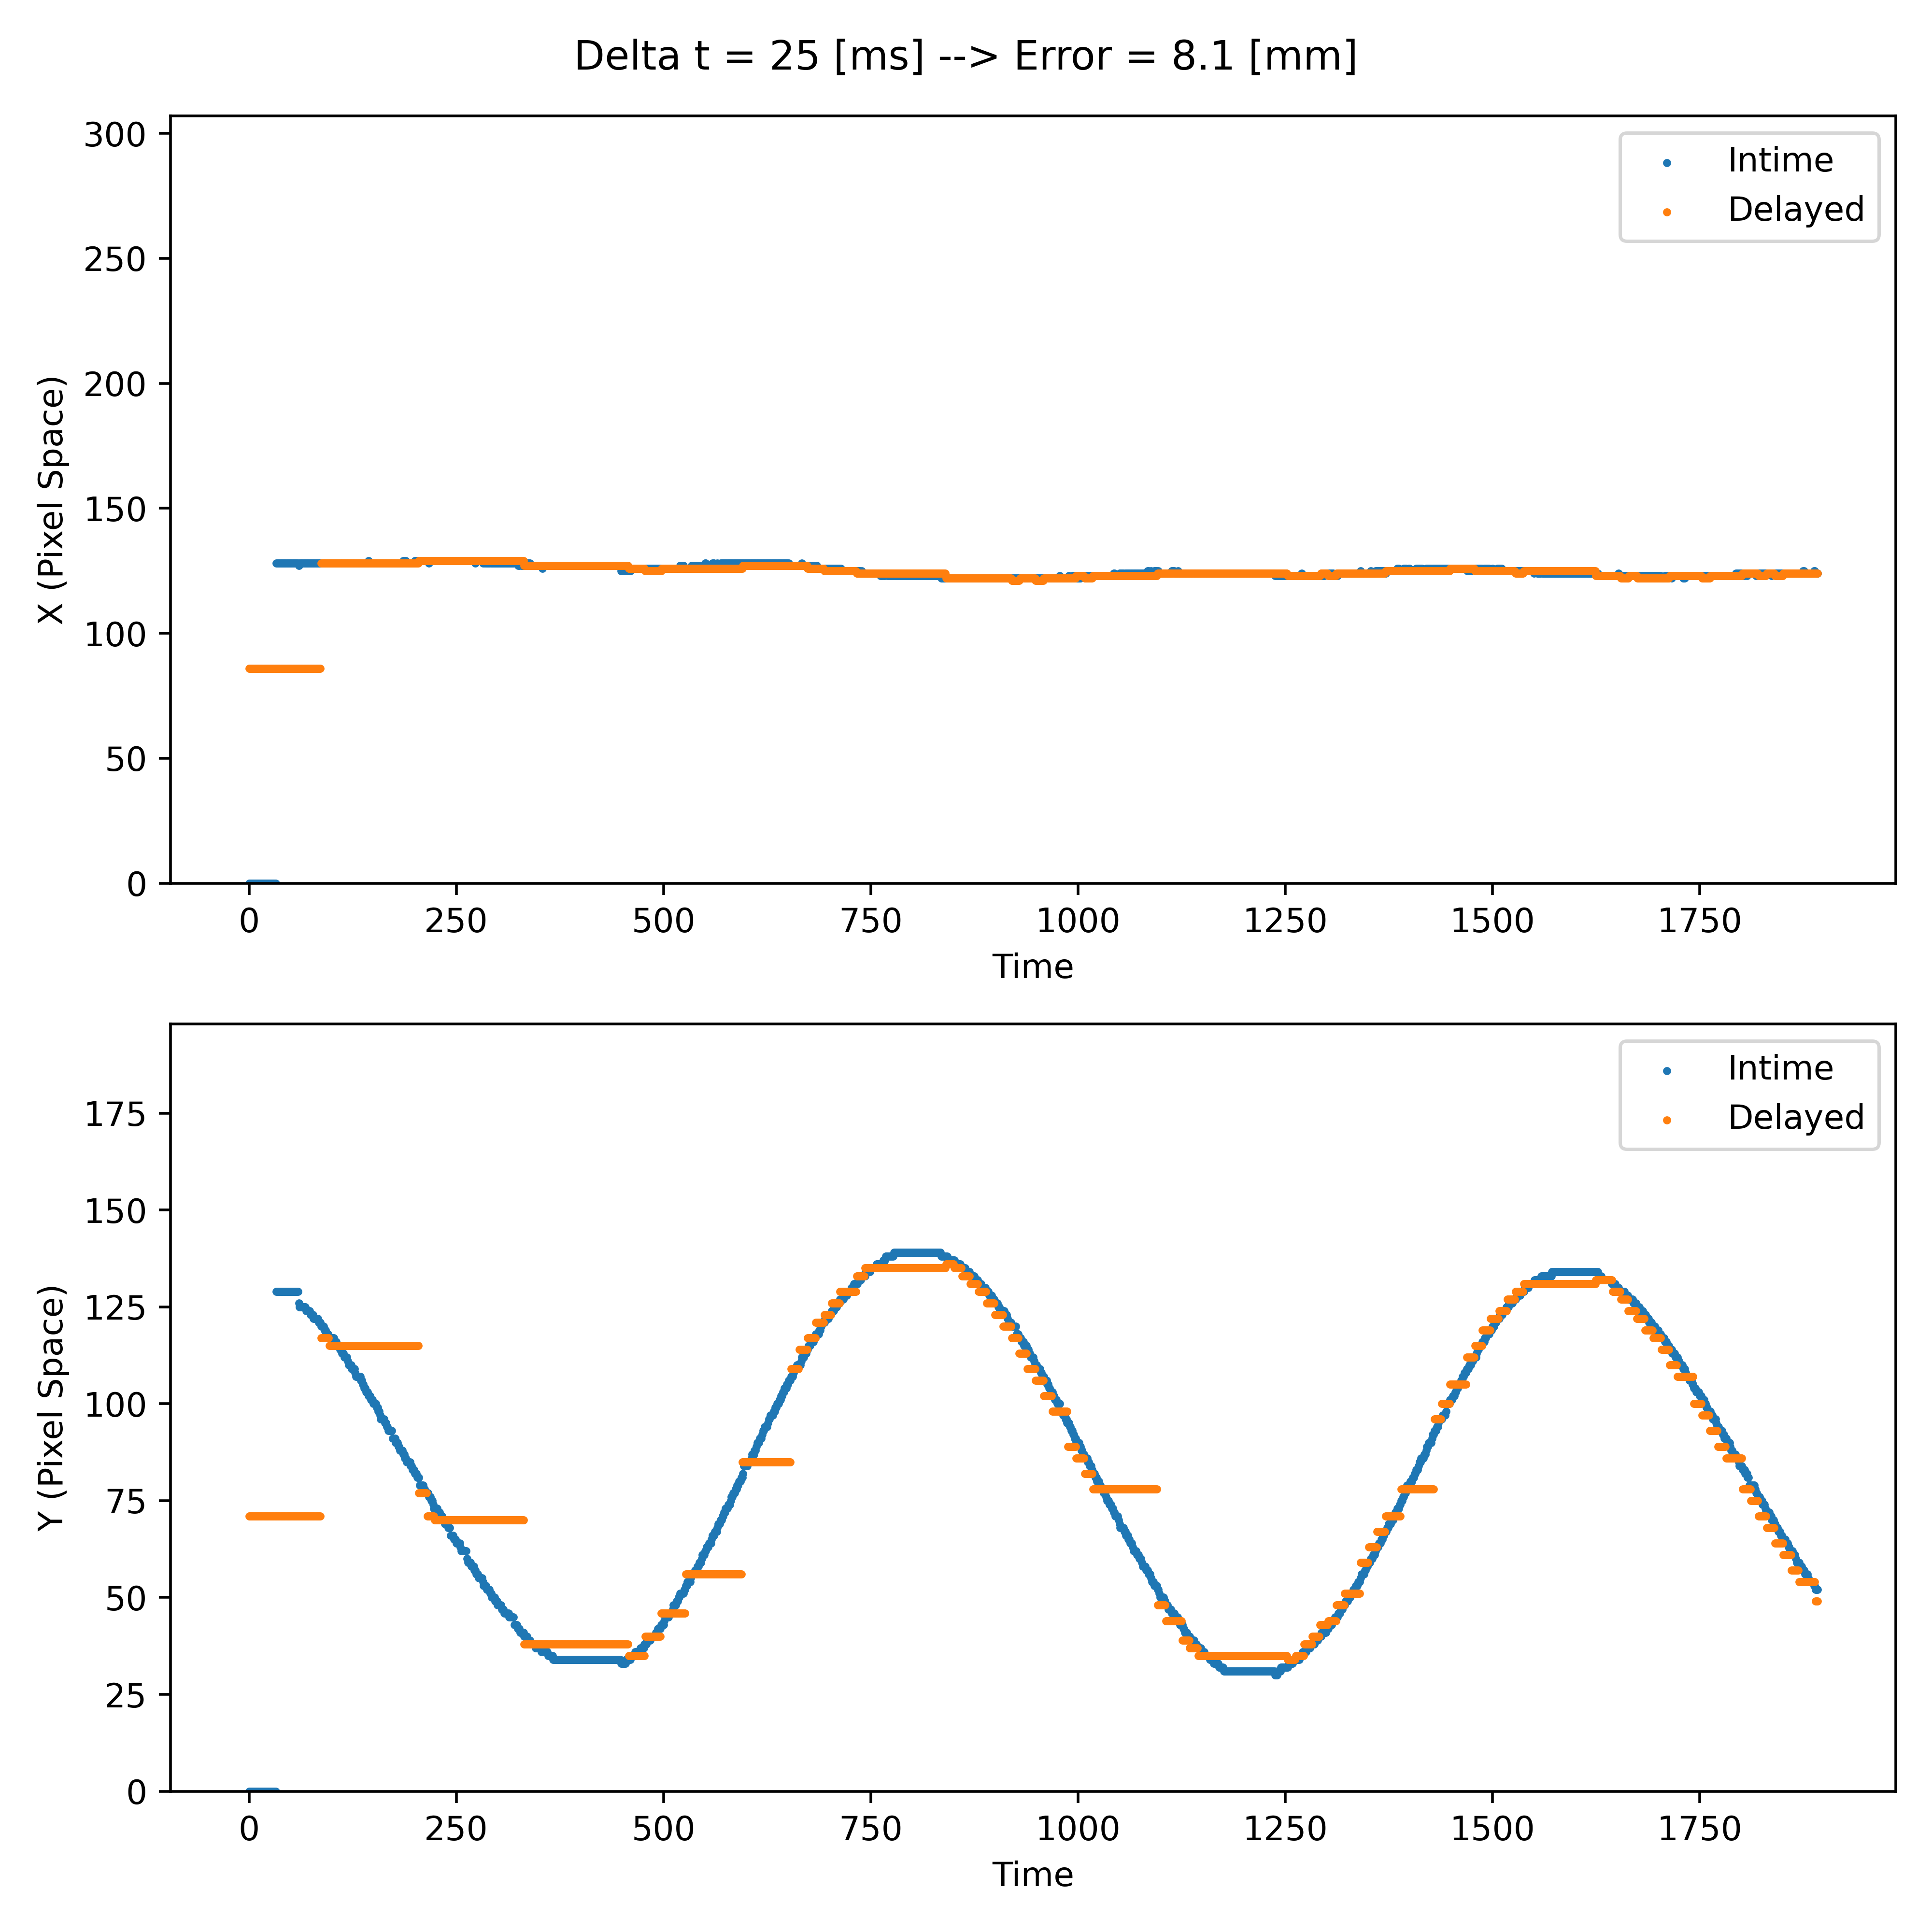 Delta t = 25 [ms] --> Error = 8.1 [mm]
300
250
200
150
100
50
0
X (Pixel Space)
Intime
Delayed
0 250 500 750 1000 1250 1500 1750
Time
175
150
125
100
75
50
25
0
Y (Pixel Space)
Intime
Delayed
0 250 500 750 1000 1250 1500 1750
Time